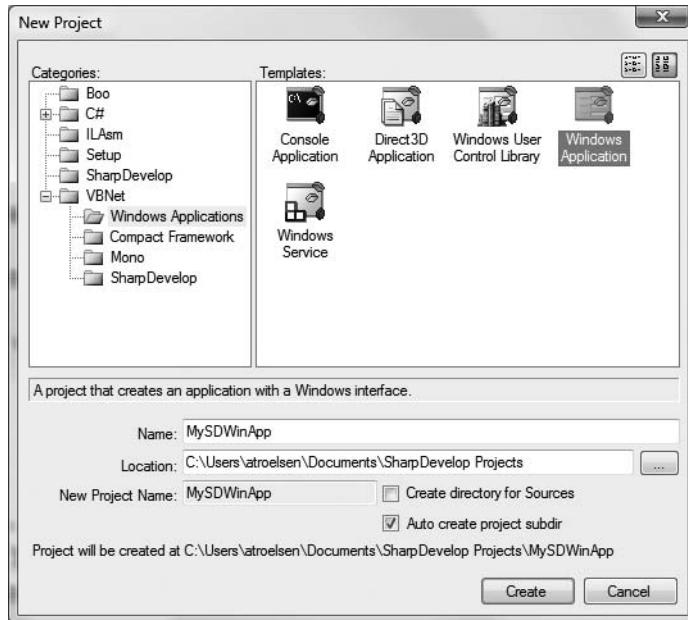 New Project
Categories:
Boo
C#
ILAsm
Setup
SharpDevelop
VBNet
Windows Applications
Compact Framework
Mono
SharpDevelop
Templates:
Console
Application
Direct3D
Application
Windows User
Control Library
Windows
Application
Windows
Service
A project that creates an application with a Windows interface.
Name: MySDWinApp
Location: C:\Users\atroelsen\Documents\SharpDevelop Projects ...
New Project Name: MySDWinApp Create directory for Sources
Auto create project subdir
Project will be created at C:\Users\atroelsen\Documents\SharpDevelop Projects\MySDWinApp
Create Cancel